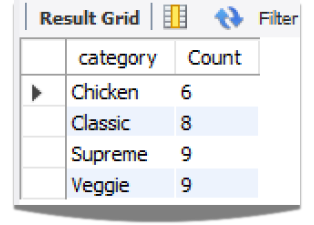 Result Grid Filter
category Count
Chicken 6
Classic 8
Supreme 9
Veggie 9